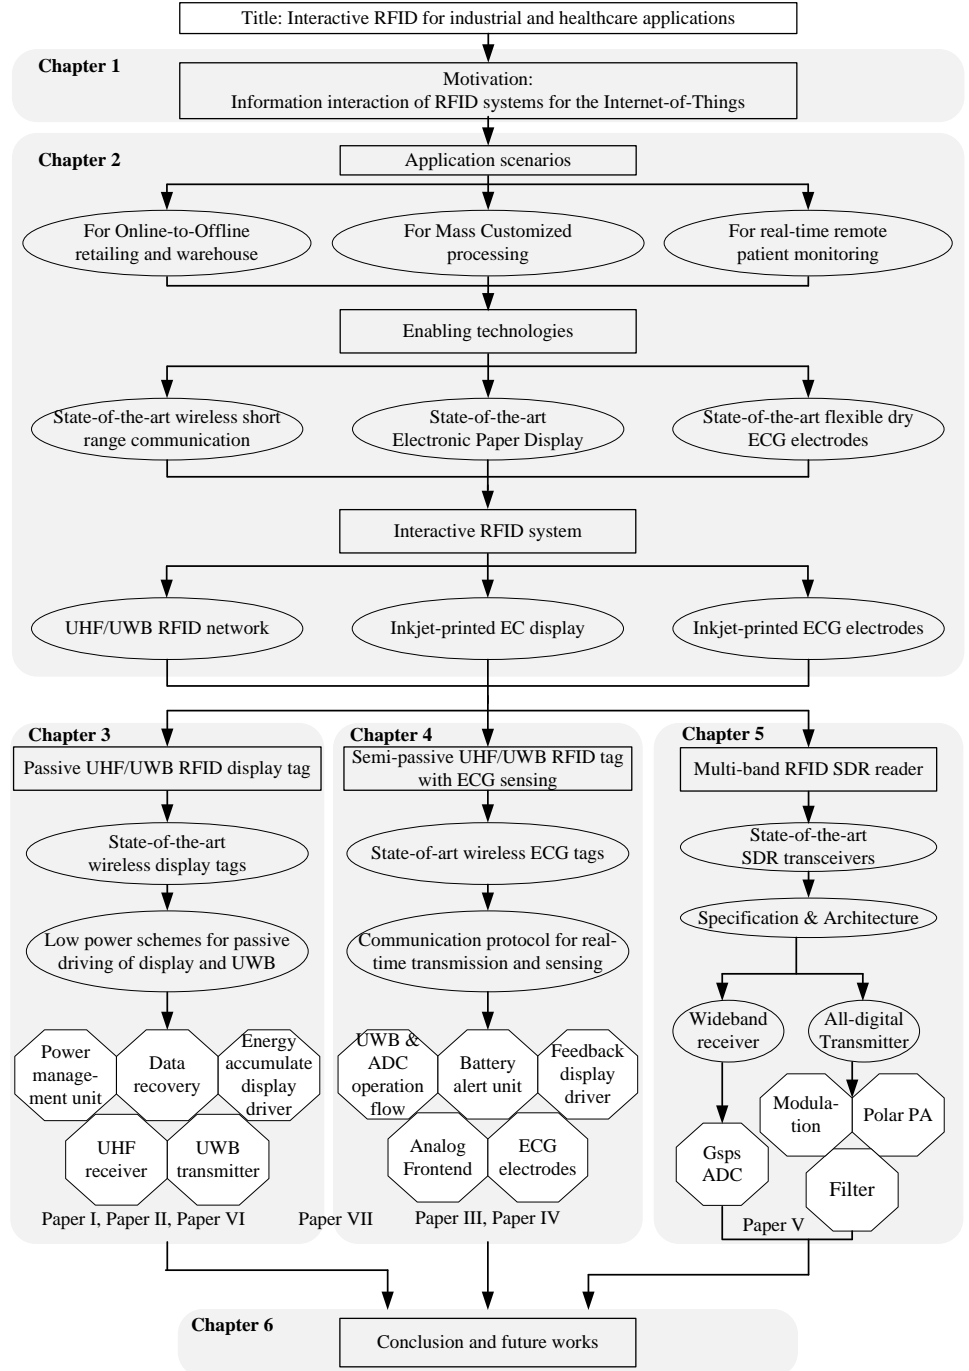 Title: Interactive RFID for industrial and healthcare applications
Chapter 1
Motivation:
Information interaction of RFID systems for the Internet-of-Things
Chapter 2
Application scenarios
For Online-to-Offline
retailing and warehouse
For Mass Customized
processing
For real-time remote
patient monitoring
Enabling technologies
State-of-the-art wireless short
range communication
State-of-the-art
Electronic Paper Display
State-of-the-art flexible dry
ECG electrodes
Interactive RFID system
UHF/UWB RFID network
Inkjet-printed EC display
Inkjet-printed ECG electrodes
Chapter 3
Passive UHF/UWB RFID display tag
State-of-the-art
wireless display tags
Low power schemes for passive
driving of display and UWB
Power
manage-
ment unit
Data
recovery
Energy
accumulate
display
driver
UHF
receiver
UWB
transmitter
Paper I, Paper II, Paper VI
Paper VII
Chapter 4
Semi-passive UHF/UWB RFID tag
with ECG sensing
State-of-art wireless ECG tags
Communication protocol for real-
time transmission and sensing
UWB &
ADC
operation
flow
Battery
alert unit
Feedback
display
driver
Analog
Frontend
ECG
electrodes
Paper III, Paper IV
Chapter 5
Multi-band RFID SDR reader
State-of-the-art
SDR transceivers
Specification & Architecture
Wideband
receiver
All-digital
Transmitter
Modula-
tion
Polar PA
Gsps
ADC
Filter
Paper V
Chapter 6
Conclusion and future works